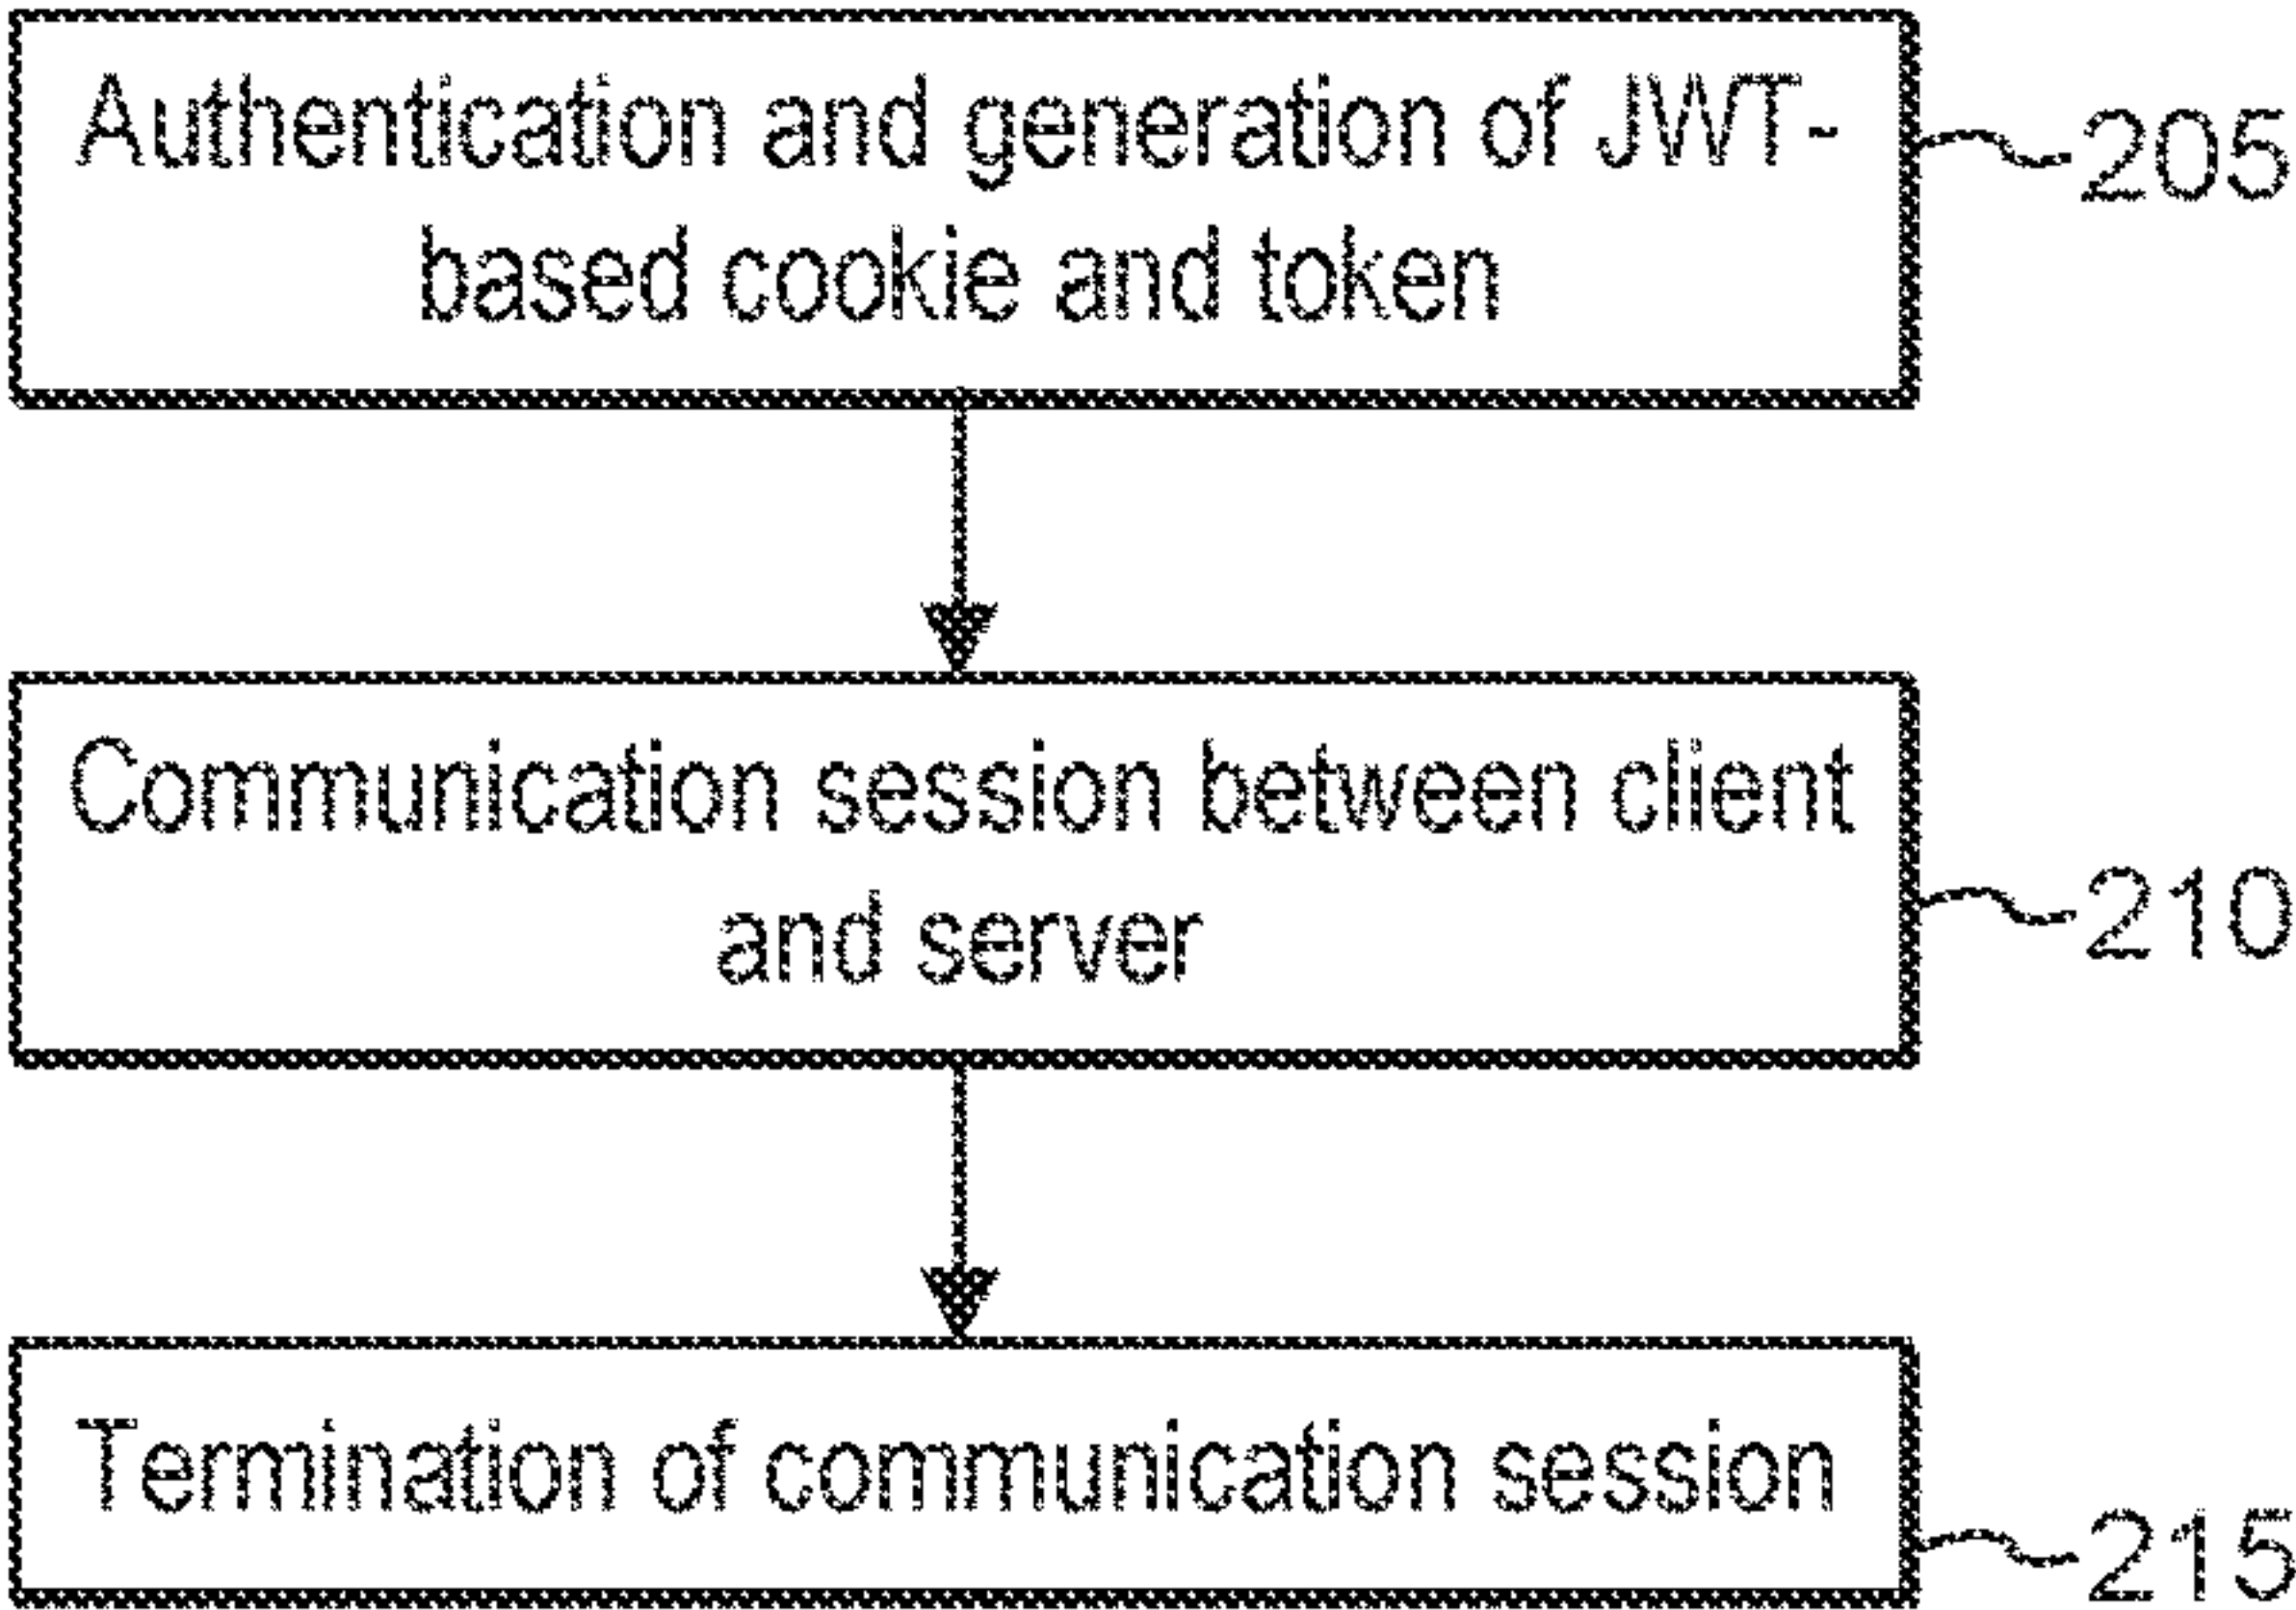 Authentication and generation of JWT-
based cookie and token
205
Communication session between client
and server
210
Termination of communication session
215